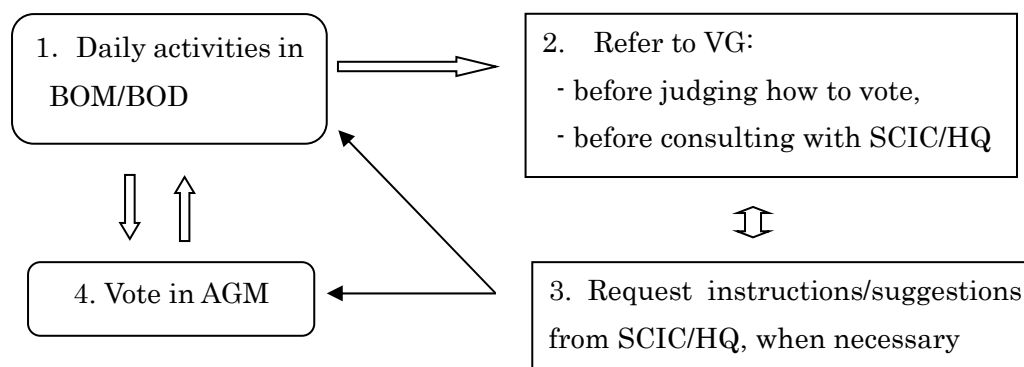 1. Daily activities in
BOM/BOD
2. Refer to VG:
- before judging how to vote,
- before consulting with SCIC/HQ
4. Vote in AGM
3. Request instructions/suggestions
from SCIC/HQ, when necessary